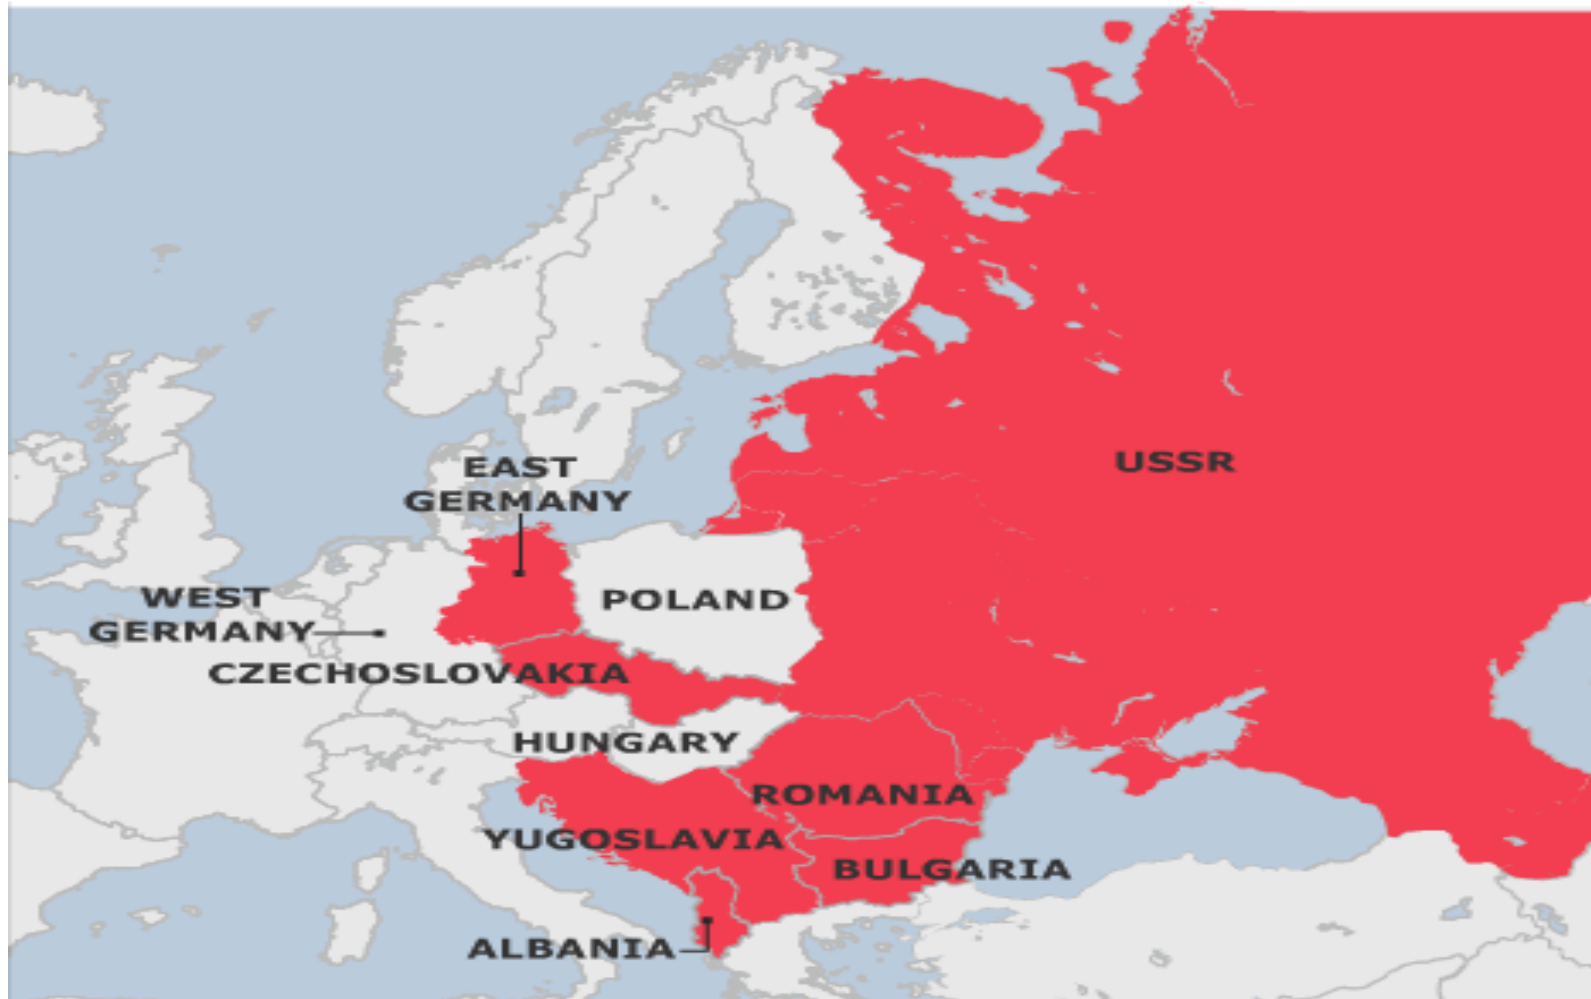 USSR
EAST
GERMANY
POLAND
WEST
GERMANY
CZECHOSLOVAKIA
HUNGARY
ROMANIA
YUGOSLAVIA
BULGARIA
ALBANIA